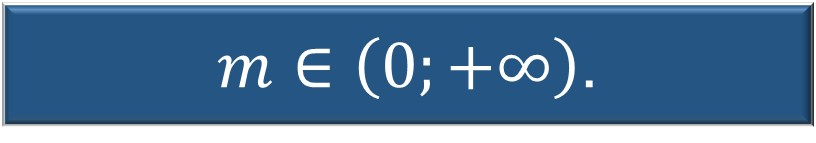 m ∈ (0; +∞).